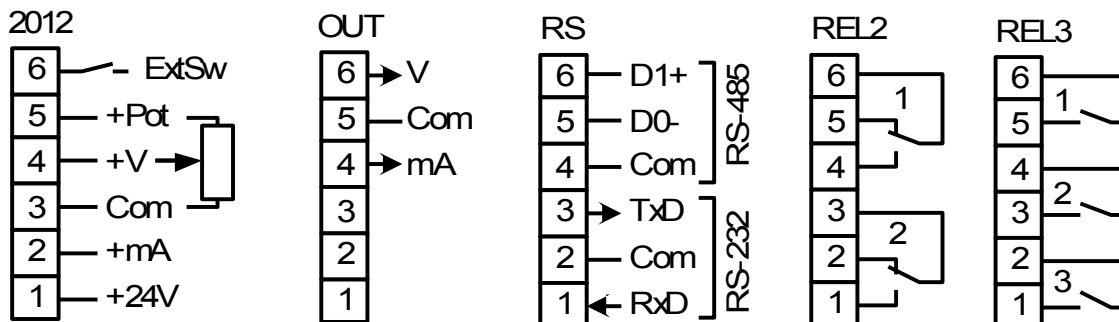 2012
6 ExtSw
5 +Pot
4 +V
3 Com
2 +mA
1 +24V
OUT
6 V
5 Com
4 mA
3
2
1
RS
6 D1+
5 D0-
4 Com
RS-485
3 TxD
2 Com
1 RxD
RS-232
REL2
6
1
5
4
3
2
2
1
REL3
6
1
5
4
2
3
2
3
1